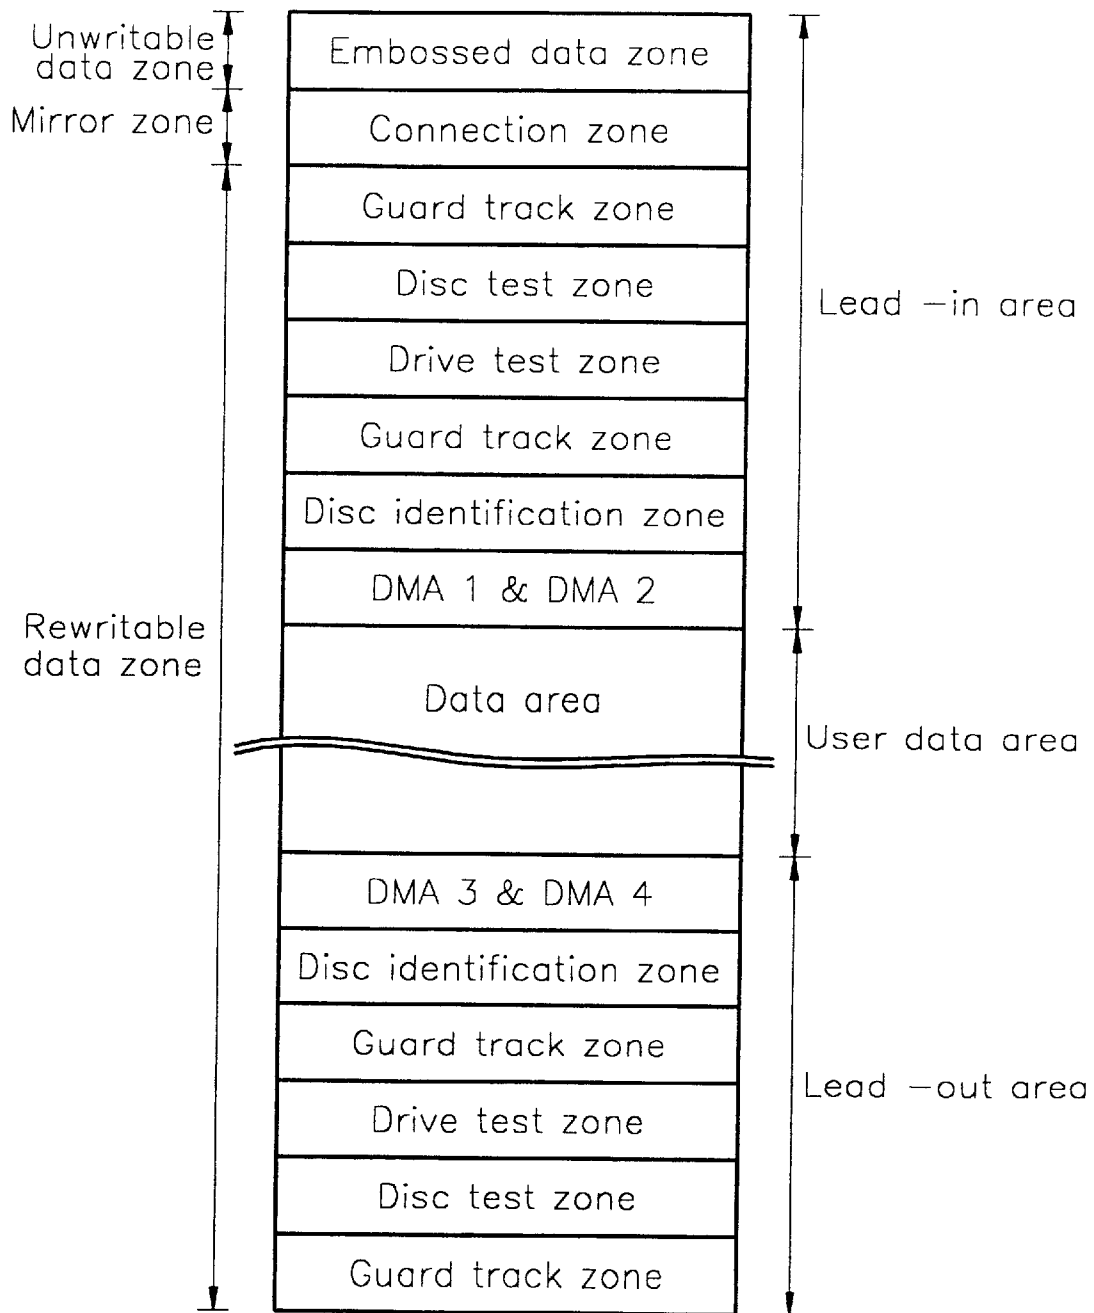 Unwritable
data zone
Embossed data zone
Mirror zone
Connection zone
Guard track zone
Disc test zone
Lead -in area
Drive test zone
Guard track zone
Disc identification zone
DMA 1 & DMA 2
Rewritable
data zone
Data area
User data area
DMA 3 & DMA 4
Disc identification zone
Guard track zone
Lead -out area
Drive test zone
Disc test zone
Guard track zone